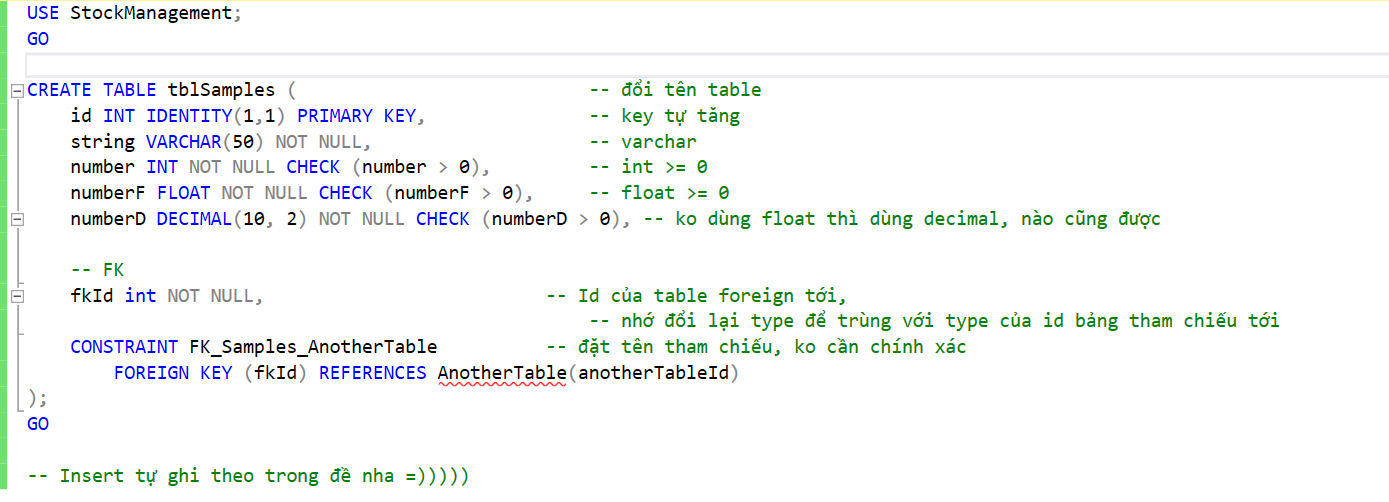 USE StockManagement;
GO
CREATE TABLE tblSamples ( -- đổi tên table
id INT IDENTITY(1,1) PRIMARY KEY, -- key tự tăng
string VARCHAR(50) NOT NULL, -- varchar
number INT NOT NULL CHECK (number > 0), -- int >= 0
numberF FLOAT NOT NULL CHECK (numberF > 0), -- float >= 0
numberD DECIMAL(10, 2) NOT NULL CHECK (numberD > 0), -- ko dùng float thì dùng decimal, nào cũng được
-- FK
fkId int NOT NULL, -- Id của table foreign tới,
-- nhớ đổi lại type để trùng với type của id bảng tham chiếu tới
CONSTRAINT FK_Samples_AnotherTable -- đặt tên tham chiếu, ko cần chính xác
FOREIGN KEY (fkId) REFERENCES AnotherTable(anotherTableId)
);
GO
-- Insert tự ghi theo trong đề nha =)))))